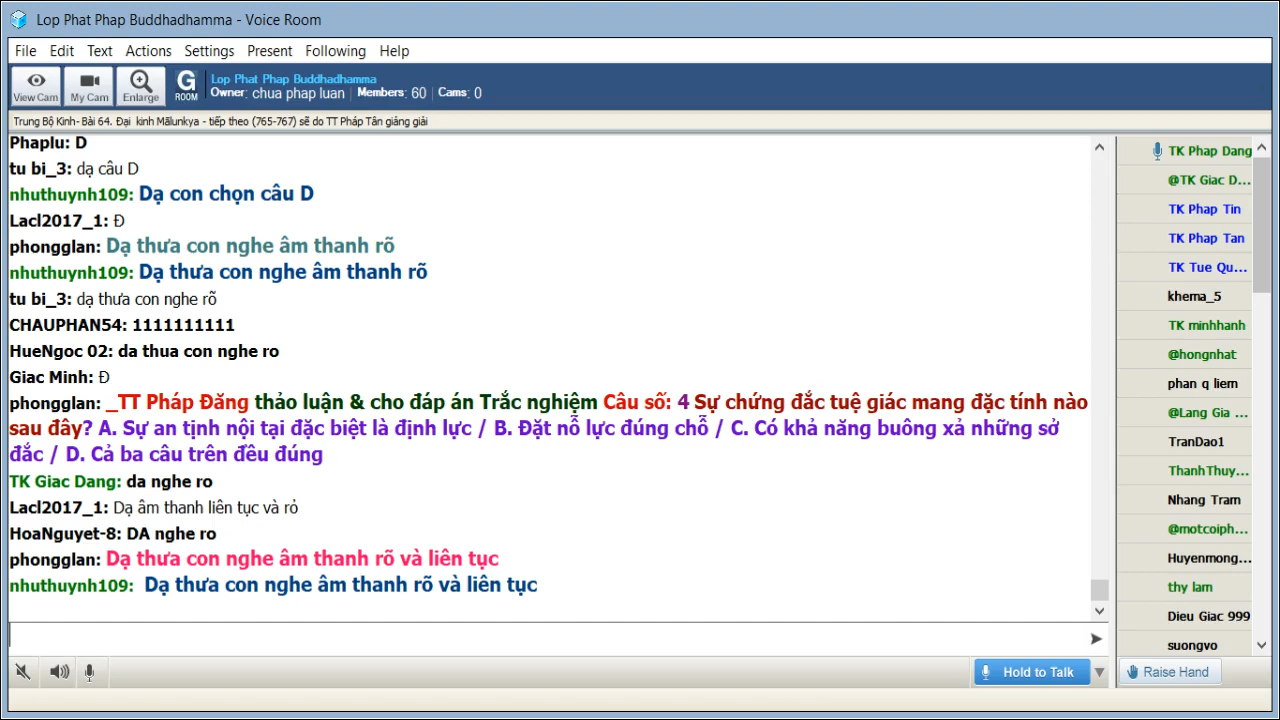 Lop Phat Phap Buddhadhamma - Voice Room
File Edit Text Actions Settings Present Following Help
View Cam My Cam Enlarge G ROOM
Lop Phat Phap Buddhadhamma
Owner: chua phap luan | Members: 60 | Cams: 0
Trung Bộ Kinh- Bài 64. Đại kinh Mālunkya - tiếp theo (765-767) sẽ do TT Pháp Tân giảng giải
Phaplu: D
tu bi_3: dạ câu D
nhuthuynh109: Dạ con chọn câu D
Lacl2017_1: Đ
phongglan: Dạ thưa con nghe âm thanh rõ
nhuthuynh109: Dạ thưa con nghe âm thanh rõ
tu bi_3: dạ thưa con nghe rõ
CHAUPHAN54: 1111111111
HueNgoc 02: da thua con nghe ro
Giac Minh: Đ
phongglan: _TT Pháp Đăng thảo luận & cho đáp án Trắc nghiệm Câu số: 4 Sự chứng đắc tuệ giác mang đặc tính nào
sau đây? A. Sự an tịnh nội tại đặc biệt là định lực / B. Đặt nỗ lực đúng chỗ / C. Có khả năng buông xả những sở
đắc / D. Cả ba câu trên đều đúng
TK Giac Dang: da nghe ro
Lacl2017_1: Dạ âm thanh liên tục và rỏ
HoaNguyet-8: DA nghe ro
phongglan: Dạ thưa con nghe âm thanh rõ và liên tục
nhuthuynh109: Dạ thưa con nghe âm thanh rõ và liên tục
TK Phap Dang
@TK Giac D...
TK Phap Tin
TK Phap Tan
TK Tue Qu...
khema_5
TK minhhanh
@hongnhat
phan q liem
@Lang Gia ...
TranDao1
ThanhThuy...
Nhang Tram
@motcoiph...
Huyenmong...
thy lam
Dieu Giac 999
suongvo
Hold to Talk
Raise Hand